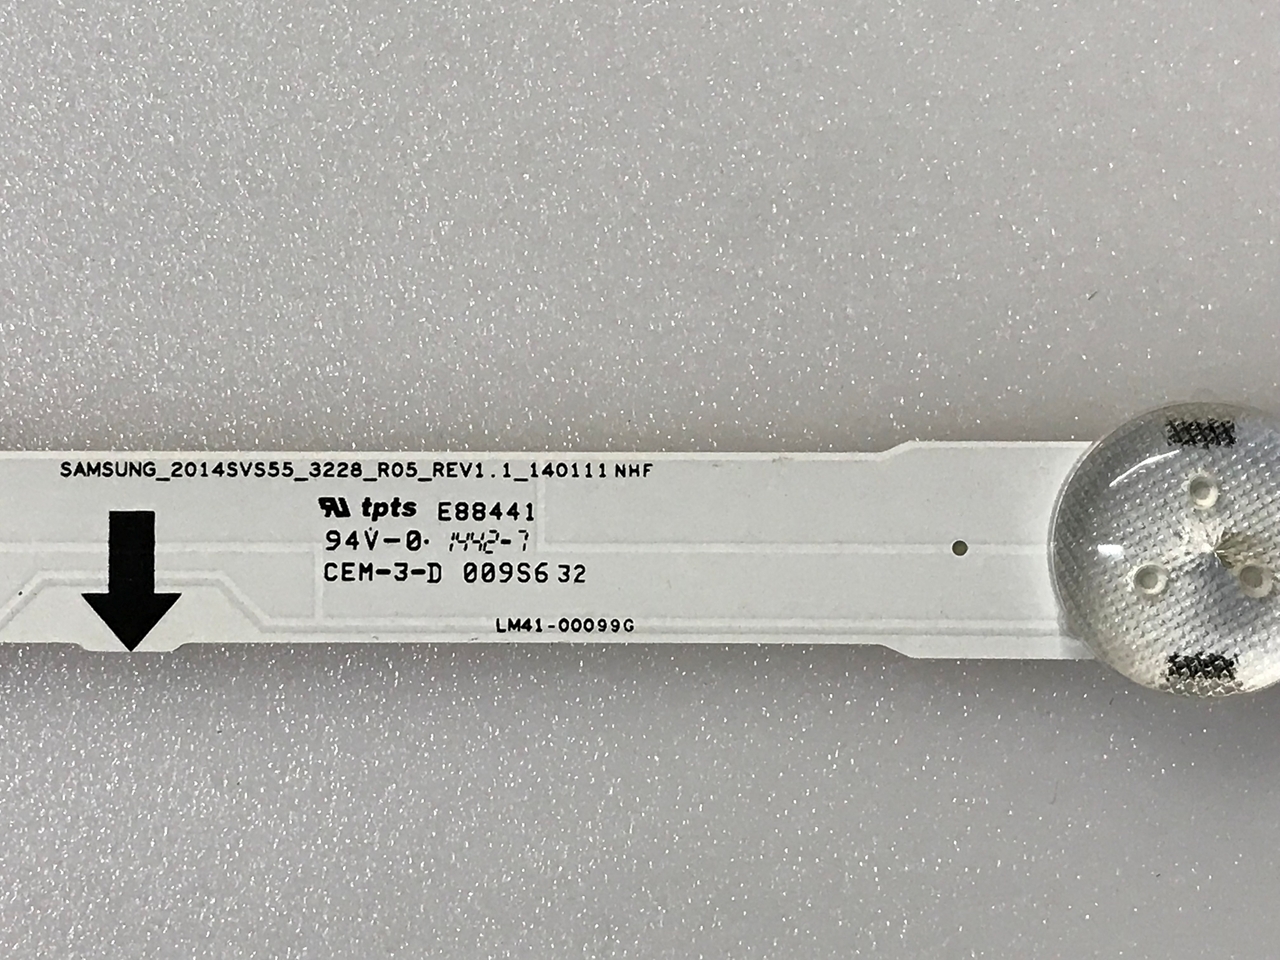 SAMSUNG_2014SVS55_3228_R05_REV1.1_140111 NHF
tpts E88441
94V-0 1442-7
CEM-3-D 009S6 32
LM41-00099G